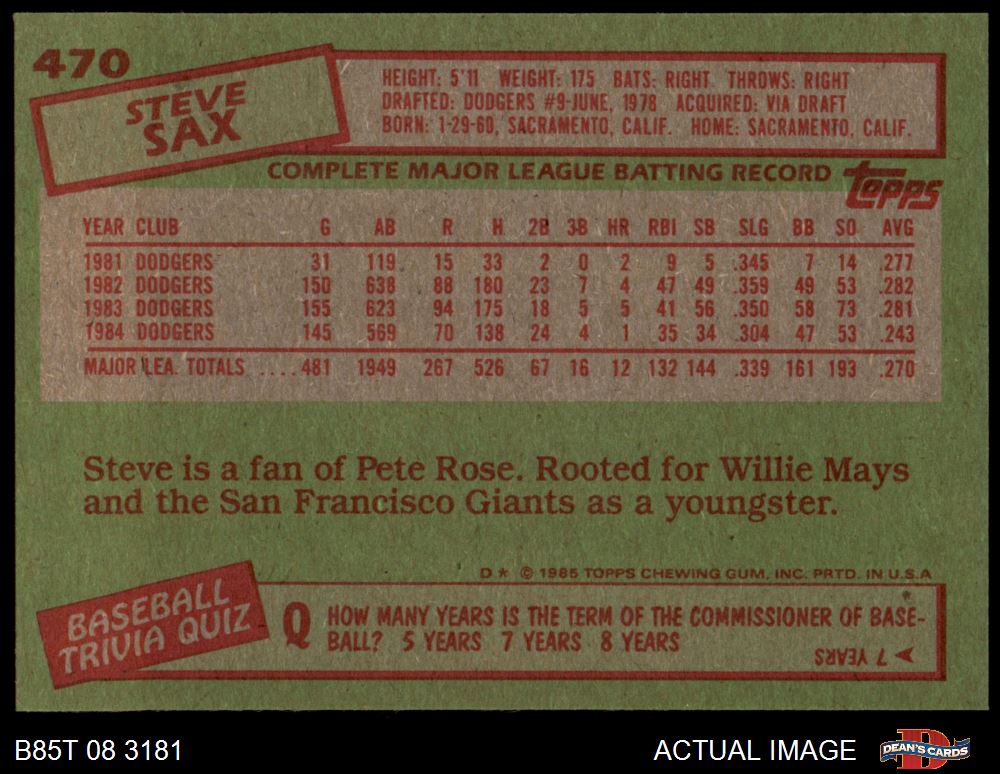 470
STEVE
SAX
HEIGHT: 5'11 WEIGHT: 175 BATS: RIGHT THROWS: RIGHT
DRAFTED: DODGERS #9-JUNE, 1978 ACQUIRED: VIA DRAFT
BORN: 1-29-60, SACRAMENTO, CALIF. HOME: SACRAMENTO, CALIF.
COMPLETE MAJOR LEAGUE BATTING RECORD
topps
YEAR CLUB G AB R H 2B 3B HR RBI SB SLG BB SO AVG
1981 DODGERS 31 119 15 33 2 0 2 9 5 .345 7 14 .277
1982 DODGERS 150 638 88 180 23 7 4 47 49 .359 49 53 .282
1983 DODGERS 155 623 94 175 18 5 5 41 56 .350 58 73 .281
1984 DODGERS 145 569 70 138 24 4 1 35 34 .304 47 53 .243
MAJOR LEA. TOTALS ....481 1949 267 526 67 16 12 132 144 .339 161 193 .270
Steve is a fan of Pete Rose. Rooted for Willie Mays
and the San Francisco Giants as a youngster.
D* © 1985 TOPPS CHEWING GUM, INC. PRTD. IN U.S.A
BASEBALL
TRIVIA QUIZ
Q HOW MANY YEARS IS THE TERM OF THE COMMISSIONER OF BASE-
BALL? 5 YEARS 7 YEARS 8 YEARS
7 YEARS
B85T 08 3181
ACTUAL IMAGE
DEAN'S CARDS